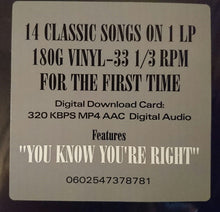 14 CLASSIC SONGS ON 1 LP
180G VINYL–33 1/3 RPM
FOR THE FIRST TIME
Digital Download Card:
320 KBPS MP4 AAC Digital Audio
Features
"YOU KNOW YOU'RE RIGHT"
0602547378781